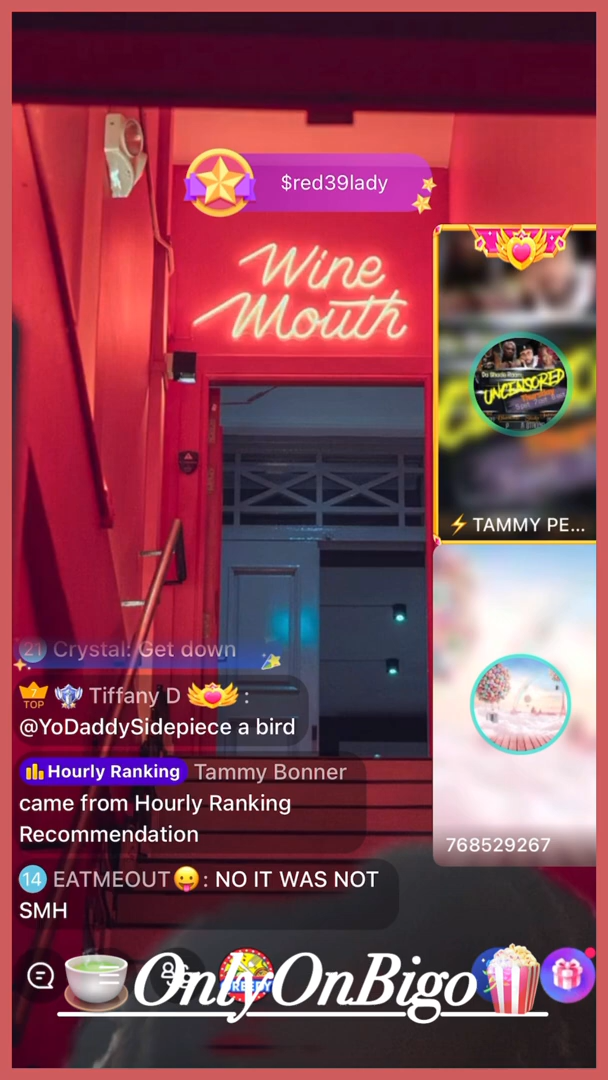 $red39lady
Wine
Mouth
UNCENSORED
⚡ TAMMY PE...
21 Crystal: Get down
7 TOP Tiffany D :
@YoDaddySidepiece a bird
Hourly Ranking Tammy Bonner
came from Hourly Ranking
Recommendation
768529267
14 EATMEOUT😛: NO IT WAS NOT
SMH
GREEDY
OnlyOnBigo